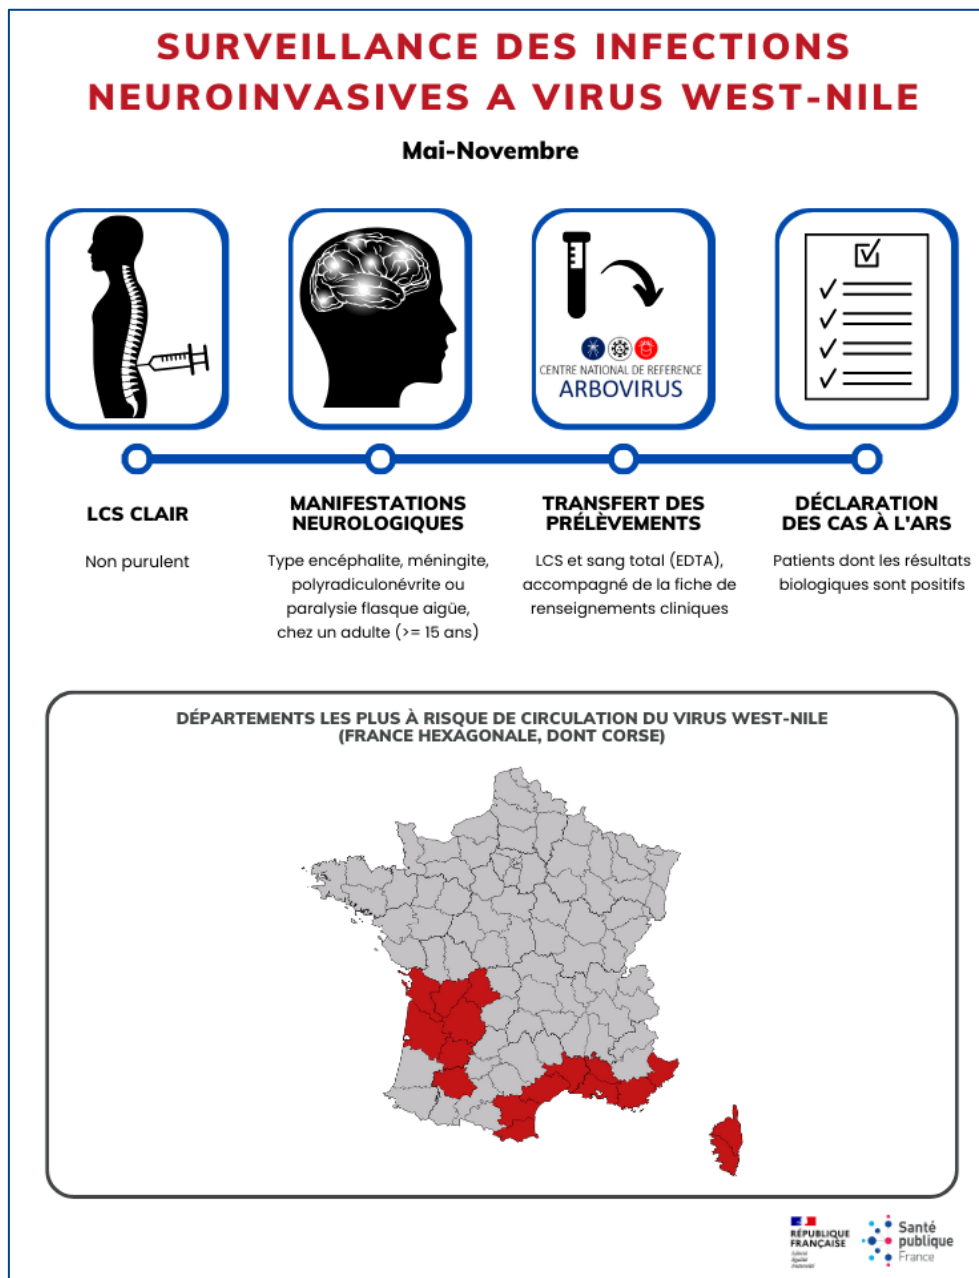 SURVEILLANCE DES INFECTIONS
NEUROINVASIVES A VIRUS WEST-NILE
Mai-Novembre
CENTRE NATIONAL DE REFERENCE
ARBOVIRUS
LCS CLAIR
Non purulent
MANIFESTATIONS
NEUROLOGIQUES
Type encéphalite, méningite,
polyradiculonévrite ou
paralysie flasque aigüe,
chez un adulte (>= 15 ans)
TRANSFERT DES
PRÉLÈVEMENTS
LCS et sang total (EDTA),
accompagné de la fiche de
renseignements cliniques
DÉCLARATION
DES CAS À L'ARS
Patients dont les résultats
biologiques sont positifs
DÉPARTEMENTS LES PLUS À RISQUE DE CIRCULATION DU VIRUS WEST-NILE
(FRANCE HEXAGONALE, DONT CORSE)
RÉPUBLIQUE
FRANÇAISE
Liberté
Égalité
Fraternité
Santé
publique
France